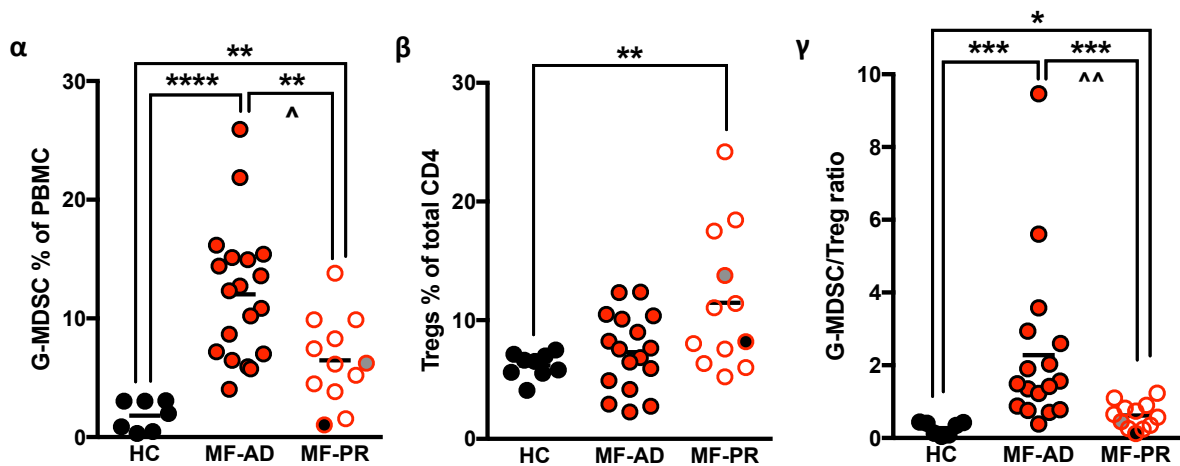 α
G-MDSC % of PBMC
30
20
10
0
**
****
**
^
HC
MF-AD
MF-PR
β
Tregs % of total CD4
30
20
10
0
**
HC
MF-AD
MF-PR
γ
G-MDSC/Treg ratio
10
8
6
4
2
0
*
***
***
^^
HC
MF-AD
MF-PR